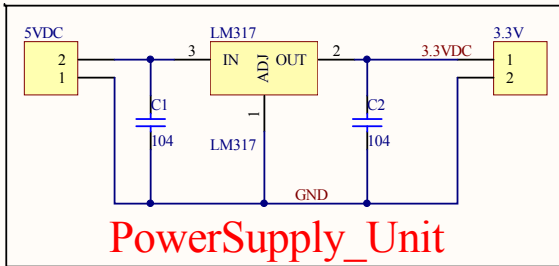 5VDC
LM317
3.3V
2
1
3
IN
ADJ
OUT
2
3.3VDC
1
2
1
C1
104
C2
104
LM317
GND
PowerSupply_Unit